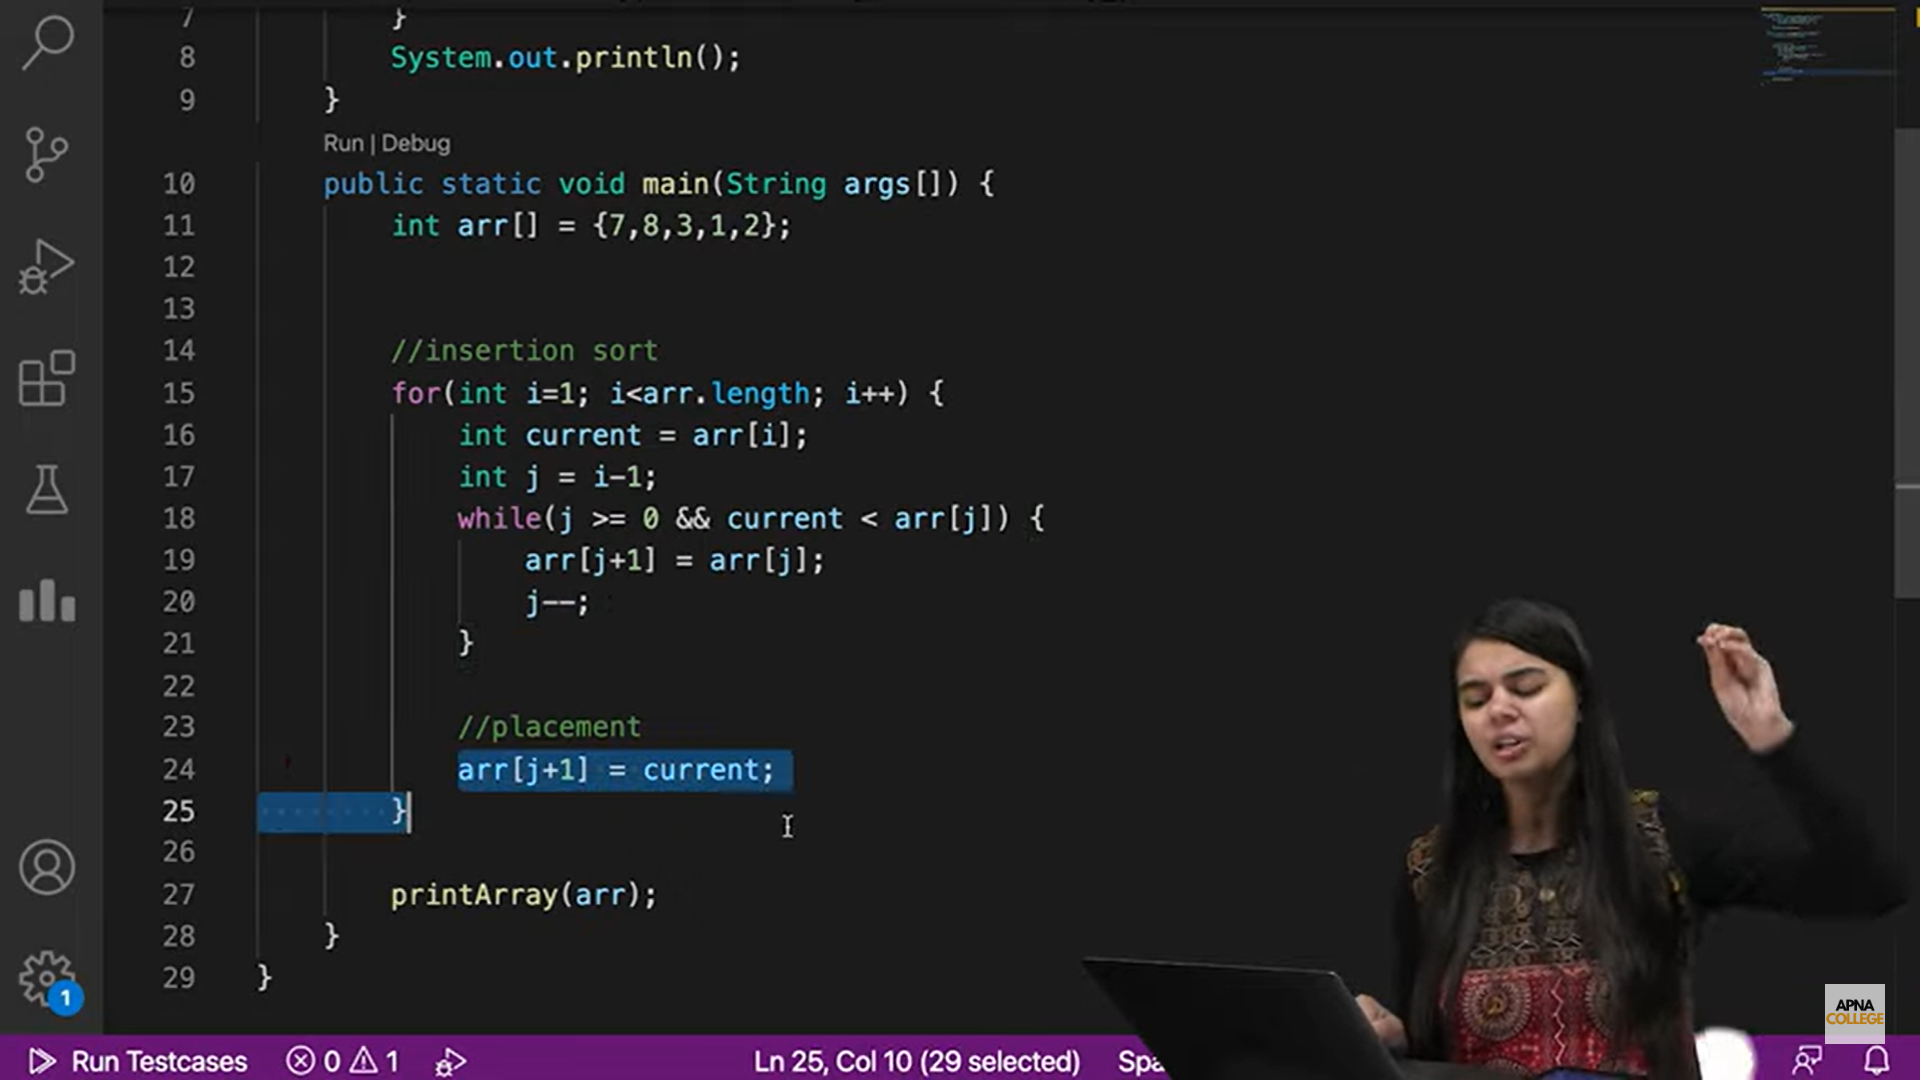 7 }
8 System.out.println();
9 }
Run | Debug
10 public static void main(String args[]) {
11 int arr[] = {7,8,3,1,2};
12
13
14 //insertion sort
15 for(int i=1; i<arr.length; i++) {
16 int current = arr[i];
17 int j = i-1;
18 while(j >= 0 && current < arr[j]) {
19 arr[j+1] = arr[j];
20 j--;
21 }
22
23 //placement
24 arr[j+1] = current;
25 }
26
27 printArray(arr);
28 }
29 }
1
APNA
COLLEGE
Run Testcases 0 1 Ln 25, Col 10 (29 selected)